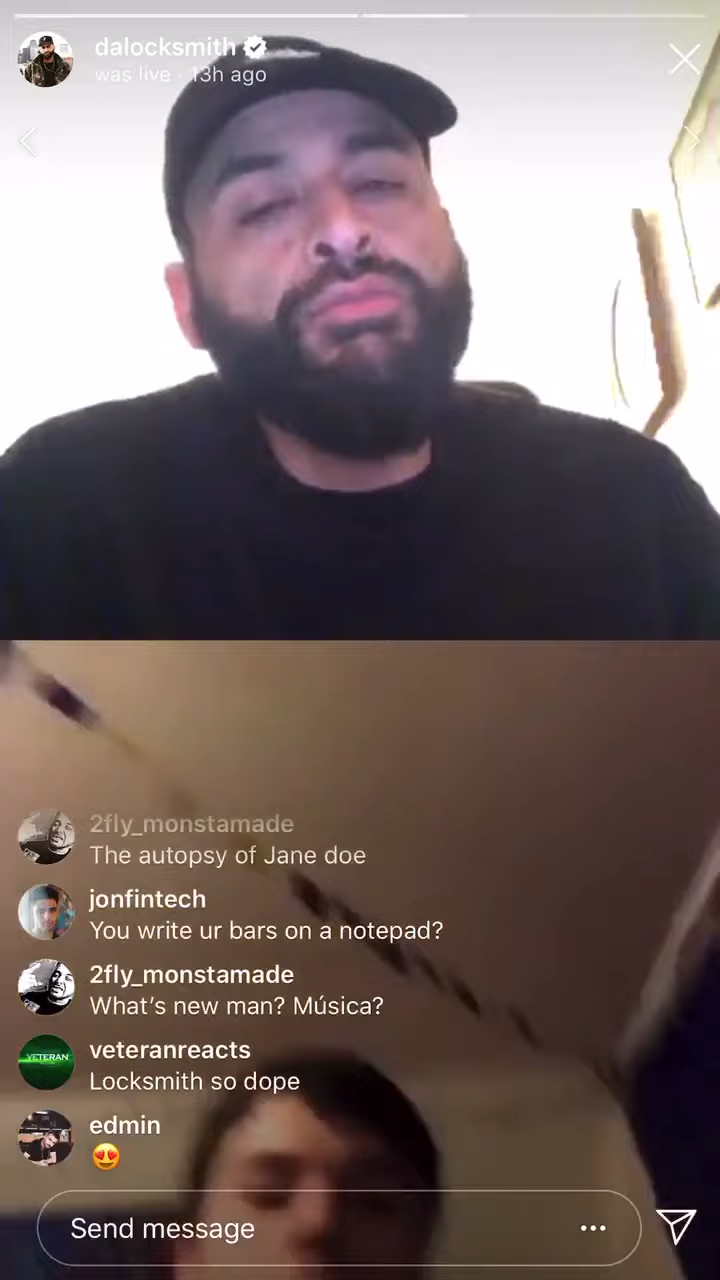 dalocksmith
was live · 13h ago
2fly_monstamade
The autopsy of Jane doe
jonfintech
You write ur bars on a notepad?
2fly_monstamade
What's new man? Música?
veteranreacts
VETERAN
Locksmith so dope
edmin
😍
Send message